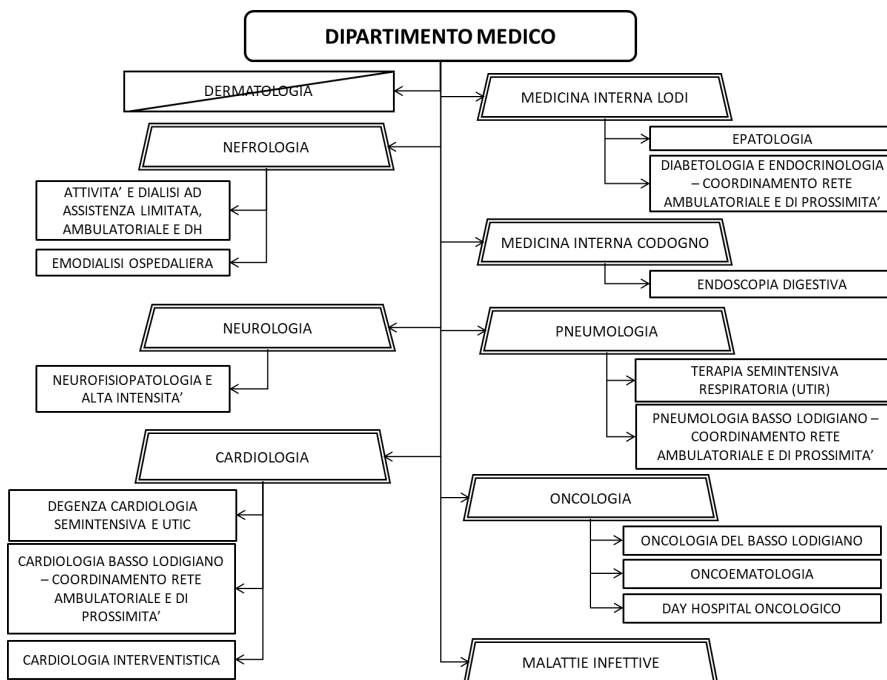 DIPARTIMENTO MEDICO
DERMATOLOGIA
NEFROLOGIA
ATTIVITA’ E DIALISI AD
ASSISTENZA LIMITATA,
AMBULATORIALE E DH
EMODIALISI OSPEDALIERA
NEUROLOGIA
NEUROFISIOPATOLOGIA E
ALTA INTENSITA’
CARDIOLOGIA
DEGENZA CARDIOLOGIA
SEMINTENSIVA E UTIC
CARDIOLOGIA BASSO LODIGIANO
– COORDINAMENTO RETE
AMBULATORIALE E DI
PROSSIMITA’
CARDIOLOGIA INTERVENTISTICA
MEDICINA INTERNA LODI
EPATOLOGIA
DIABETOLOGIA E ENDOCRINOLOGIA
– COORDINAMENTO RETE
AMBULATORIALE E DI PROSSIMITA’
MEDICINA INTERNA CODOGNO
ENDOSCOPIA DIGESTIVA
PNEUMOLOGIA
TERAPIA SEMINTENSIVA
RESPIRATORIA (UTIR)
PNEUMOLOGIA BASSO LODIGIANO –
COORDINAMENTO RETE
AMBULATORIALE E DI PROSSIMITA’
ONCOLOGIA
ONCOLOGIA DEL BASSO LODIGIANO
ONCOEMATOLOGIA
DAY HOSPITAL ONCOLOGICO
MALATTIE INFETTIVE